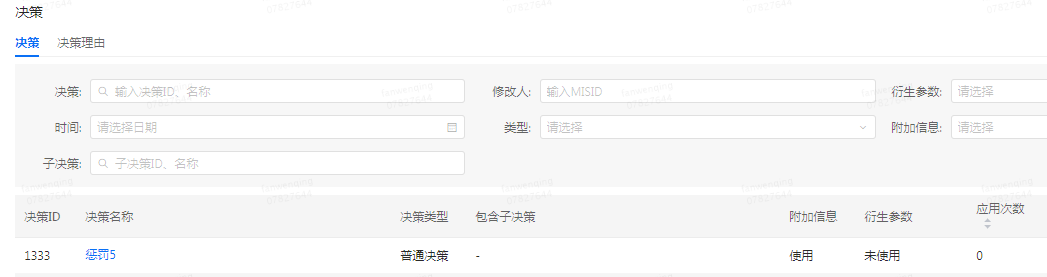 决策
决策 决策理由
决策: 输入决策ID、名称 修改人: 输入MISID 衍生参数: 请选择
时间: 请选择日期 类型: 请选择 附加信息: 请选择
子决策: 子决策ID、名称
决策ID 决策名称 决策类型 包含子决策 附加信息 衍生参数 应用次数
1333 惩罚5 普通决策 - 使用 未使用 0